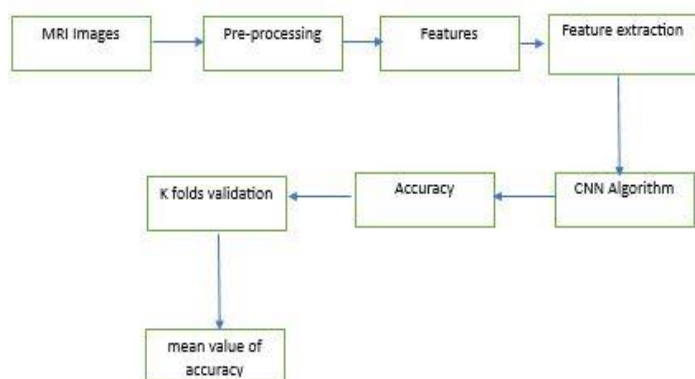 MRI Images
Pre-processing
Features
Feature extraction
CNN Algorithm
Accuracy
K folds validation
mean value of
accuracy